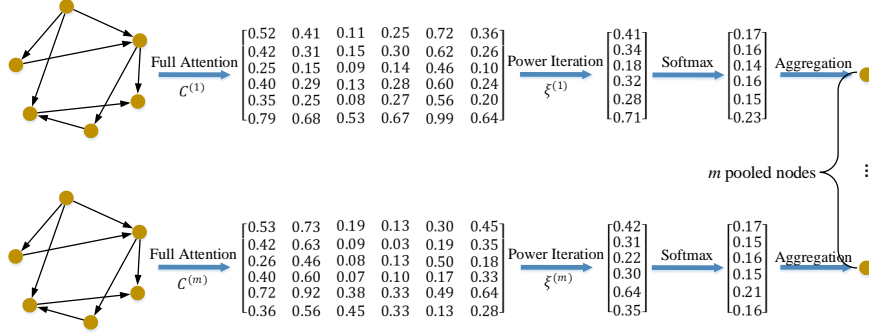 Full Attention
C(1)
0.52 0.41 0.11 0.25 0.72 0.36
0.42 0.31 0.15 0.30 0.62 0.26
0.25 0.15 0.09 0.14 0.46 0.10
0.40 0.29 0.13 0.28 0.60 0.24
0.35 0.25 0.08 0.27 0.56 0.20
0.79 0.68 0.53 0.67 0.99 0.64
Power Iteration
ξ(1)
0.41
0.34
0.18
0.32
0.28
0.71
Softmax
0.17
0.16
0.14
0.16
0.15
0.23
Aggregation
m pooled nodes
...
Full Attention
C(m)
0.53 0.73 0.19 0.13 0.30 0.45
0.42 0.63 0.09 0.03 0.19 0.35
0.26 0.46 0.08 0.13 0.50 0.18
0.40 0.60 0.07 0.10 0.17 0.33
0.72 0.92 0.38 0.33 0.49 0.64
0.36 0.56 0.45 0.33 0.13 0.28
Power Iteration
ξ(m)
0.42
0.31
0.22
0.30
0.64
0.35
Softmax
0.17
0.15
0.16
0.15
0.21
0.16
Aggregation